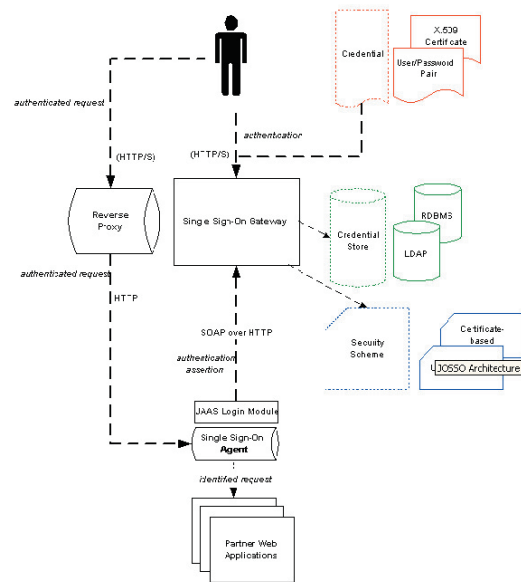 X.509
Certificate
Credential
User/Password
Pair
authenticated request
authentication
(HTTP/S)
(HTTP/S)
Reverse
Proxy
Single Sign-On Gateway
RDBMS
Credential
Store
LDAP
authenticated request
HTTP
SOAP over HTTP
authentication
assertion
Security
Scheme
Certificate-
based
JOSSO Architecture
JAAS Login Module
Single Sign-On
Agent
identified request
Partner Web
Applications